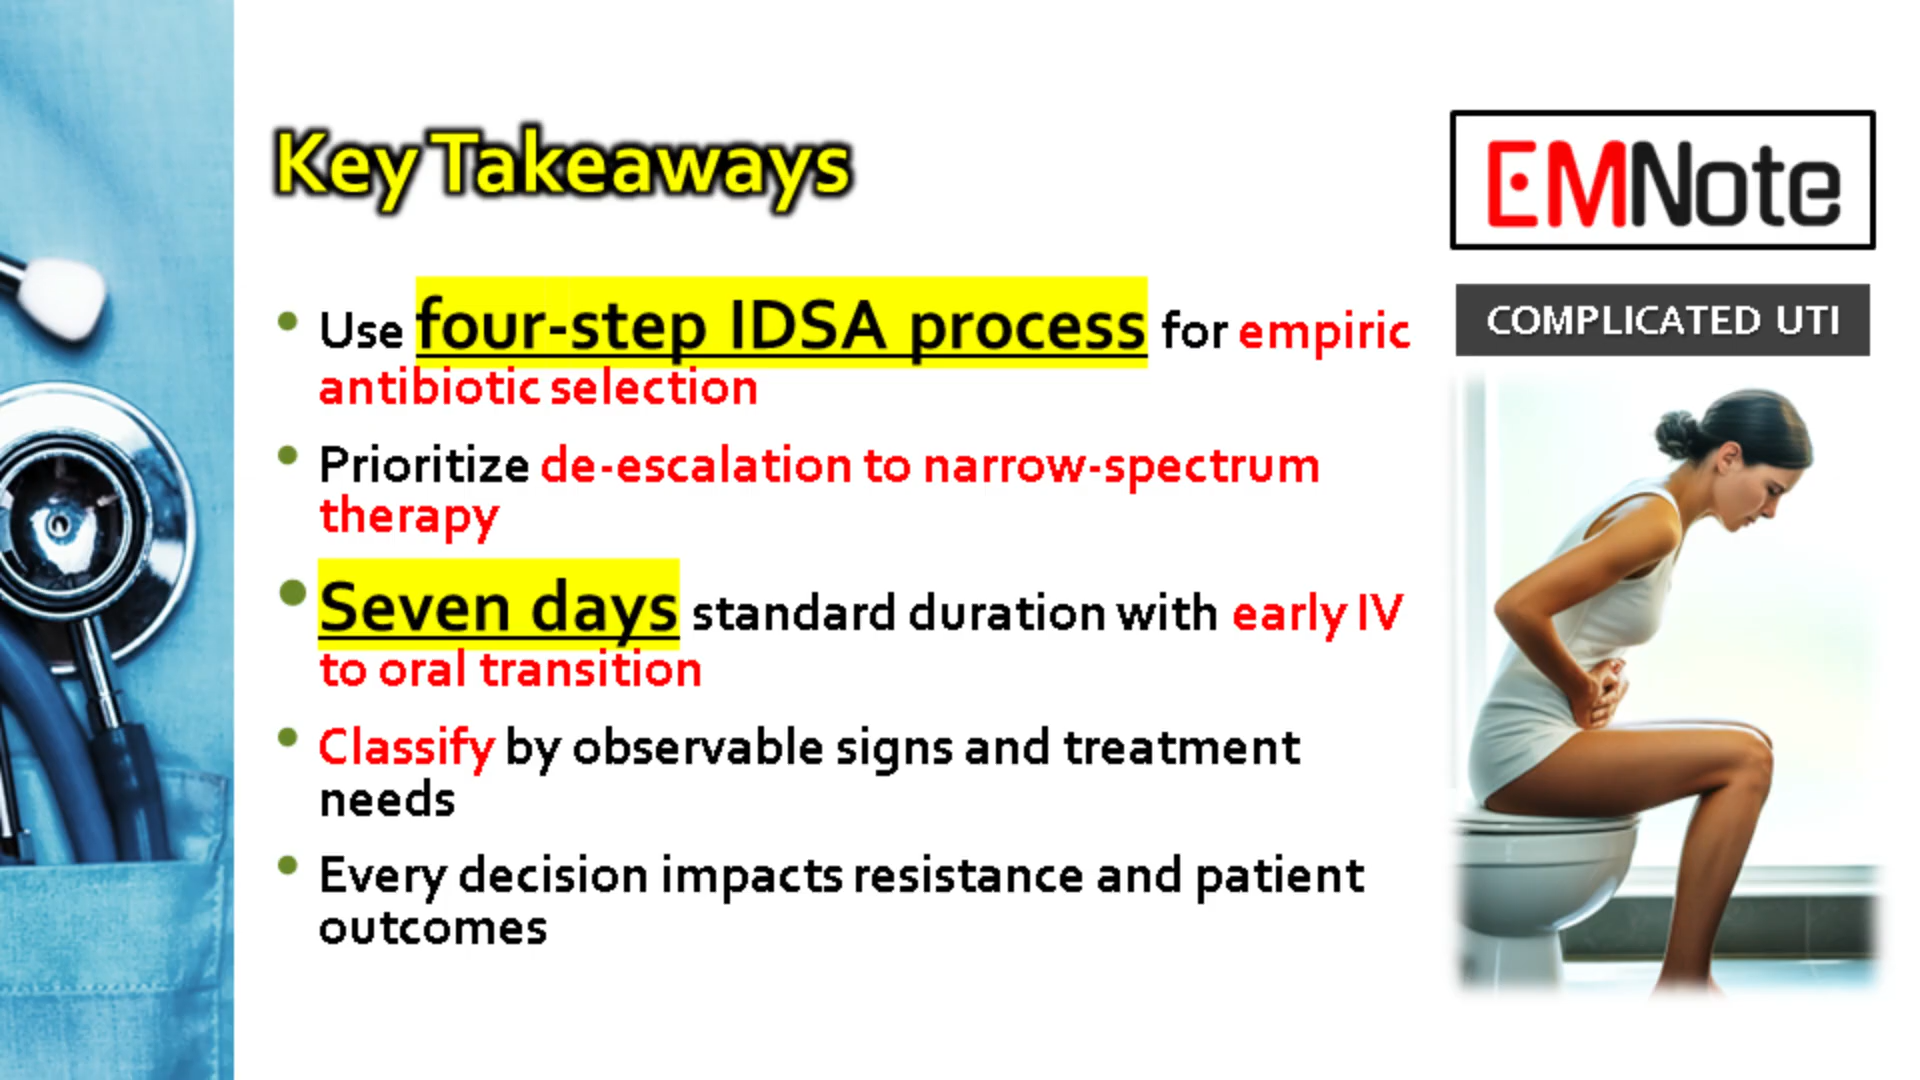 Key Takeaways
EMNote
COMPLICATED UTI
• Use four-step IDSA process for empiric
antibiotic selection
• Prioritize de-escalation to narrow-spectrum
therapy
• Seven days standard duration with early IV
to oral transition
• Classify by observable signs and treatment
needs
• Every decision impacts resistance and patient
outcomes